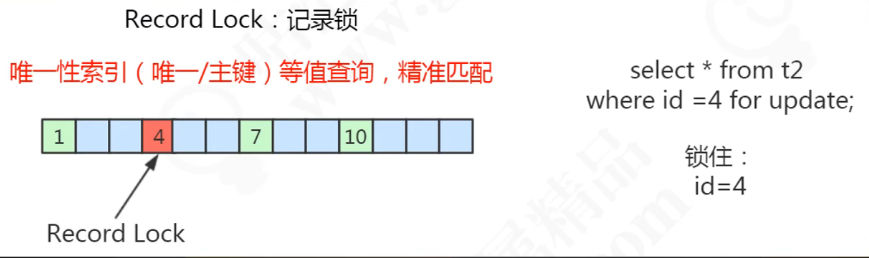 Record Lock：记录锁
唯一性索引（唯一/主键）等值查询，精准匹配
select * from t2
where id =4 for update;
1 4 7 10
锁住：
id=4
Record Lock